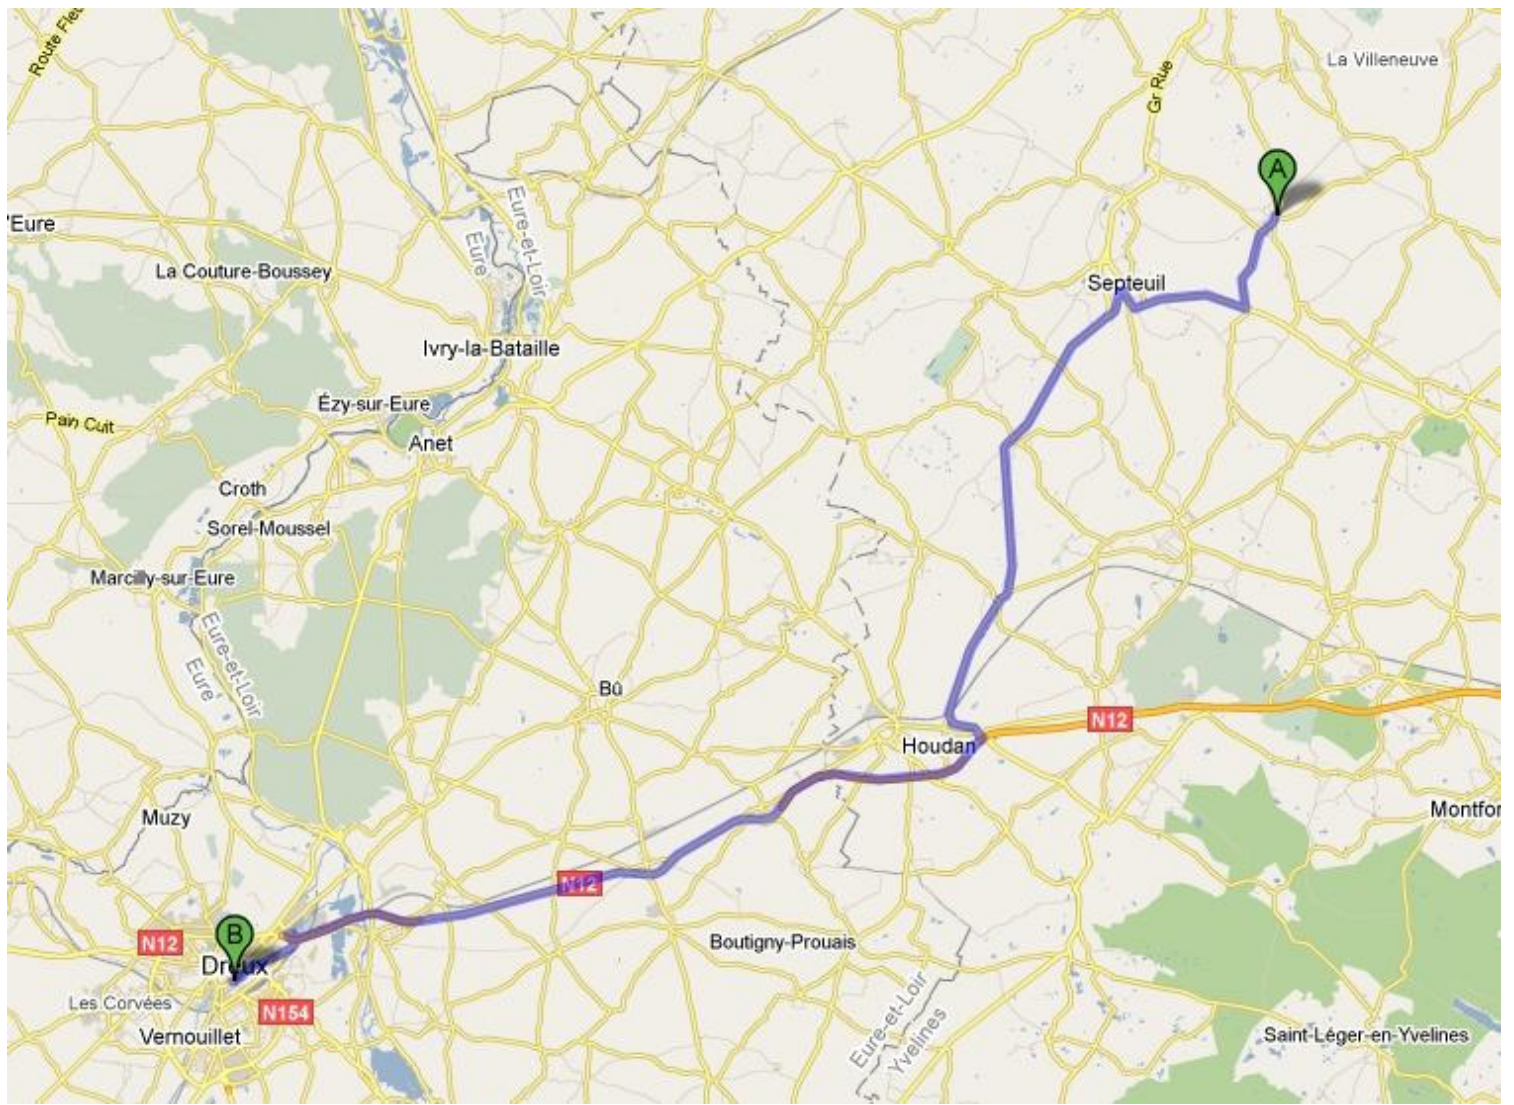 Route Fleu
La Villeneuve
Gr Rue
A
'Eure
Eure-et-Loir
Eure
La Couture-Boussey
Septeuil
Ivry-la-Bataille
Ézy-sur-Eure
Pain Cuit
Anet
Croth
Sorel-Moussel
Marcilly-sur-Eure
Eure-et-Loir
Eure
Bû
N12
Houdan
Muzy
Montfor
N12
B
N12
Boutigny-Prouais
Dreux
Les Corvées
N154
Vernouillet
Eure-et-Loir
Yvelines
Saint-Léger-en-Yvelines